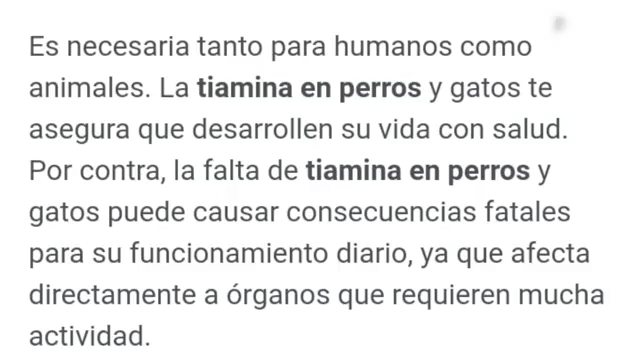 Es necesaria tanto para humanos como
animales. La tiamina en perros y gatos te
asegura que desarrollen su vida con salud.
Por contra, la falta de tiamina en perros y
gatos puede causar consecuencias fatales
para su funcionamiento diario, ya que afecta
directamente a órganos que requieren mucha
actividad.